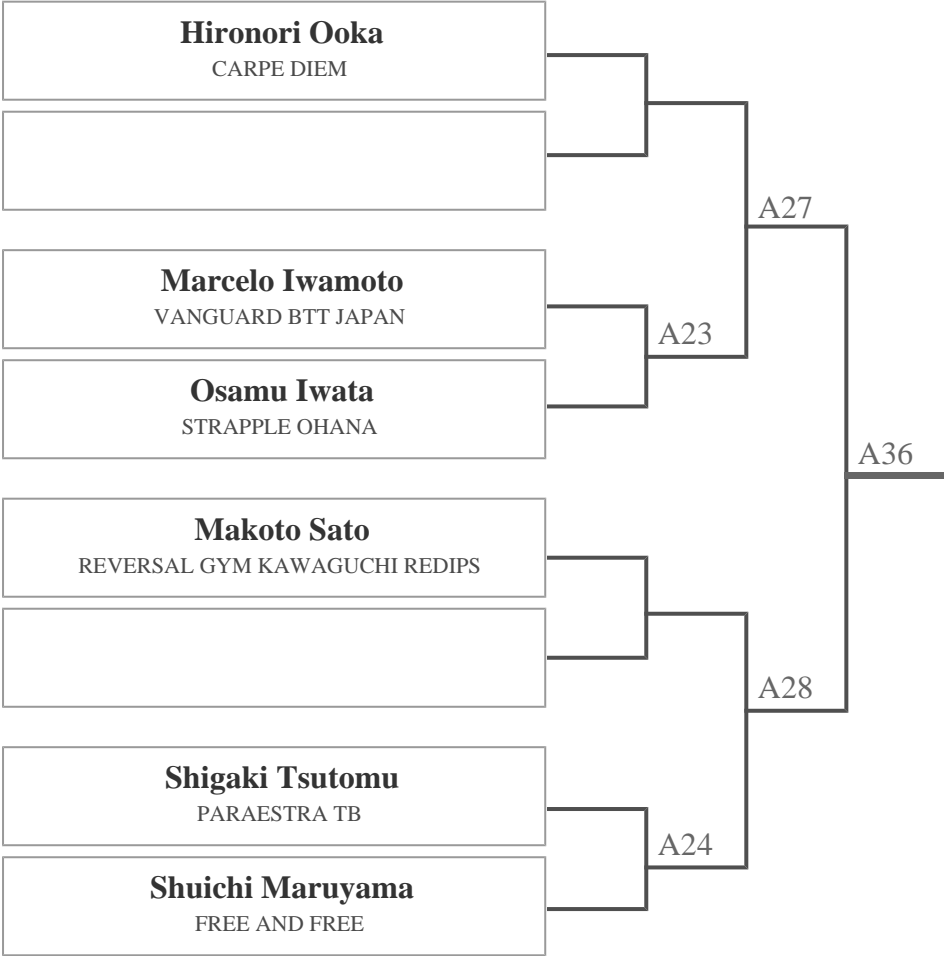 Hironori Ooka
CARPE DIEM
A27
Marcelo Iwamoto
VANGUARD BTT JAPAN
A23
Osamu Iwata
STRAPPLE OHANA
A36
Makoto Sato
REVERSAL GYM KAWAGUCHI REDIPS
A28
Shigaki Tsutomu
PARAESTRA TB
A24
Shuichi Maruyama
FREE AND FREE